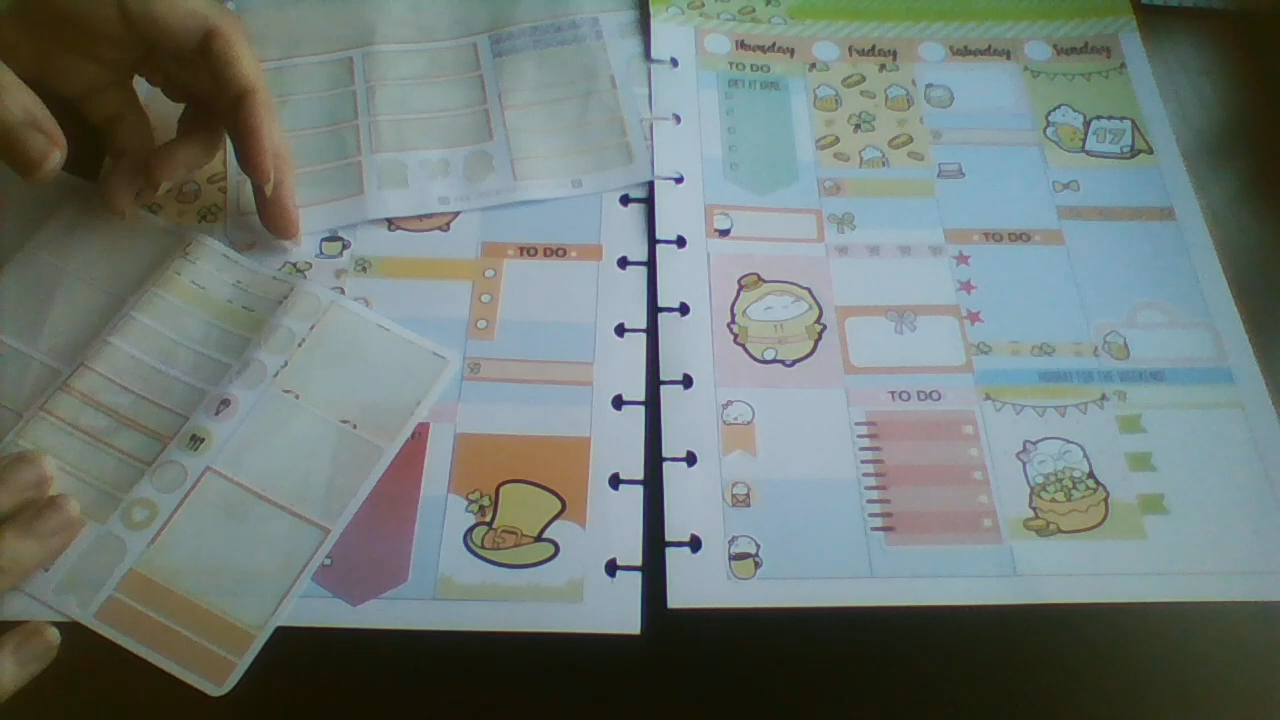 Thursday
Friday
Saturday
Sunday
TO DO
GET IT GIRL
17
TO DO
TO DO
HOORAY FOR THE WEEKEND!
TO DO